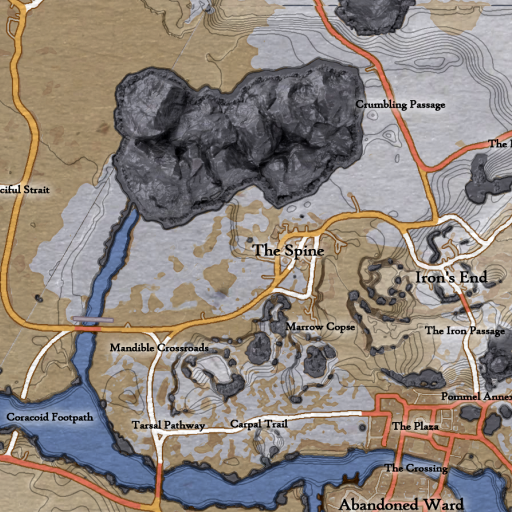 Crumbling Passage
The
ciful Strait
The Spine
Iron's End
Marrow Copse
The Iron Passage
Mandible Crossroads
Pommel Annex
Coracoid Footpath
Tarsal Pathway
Carpal Trail
The Plaza
The Crossing
Abandoned Ward